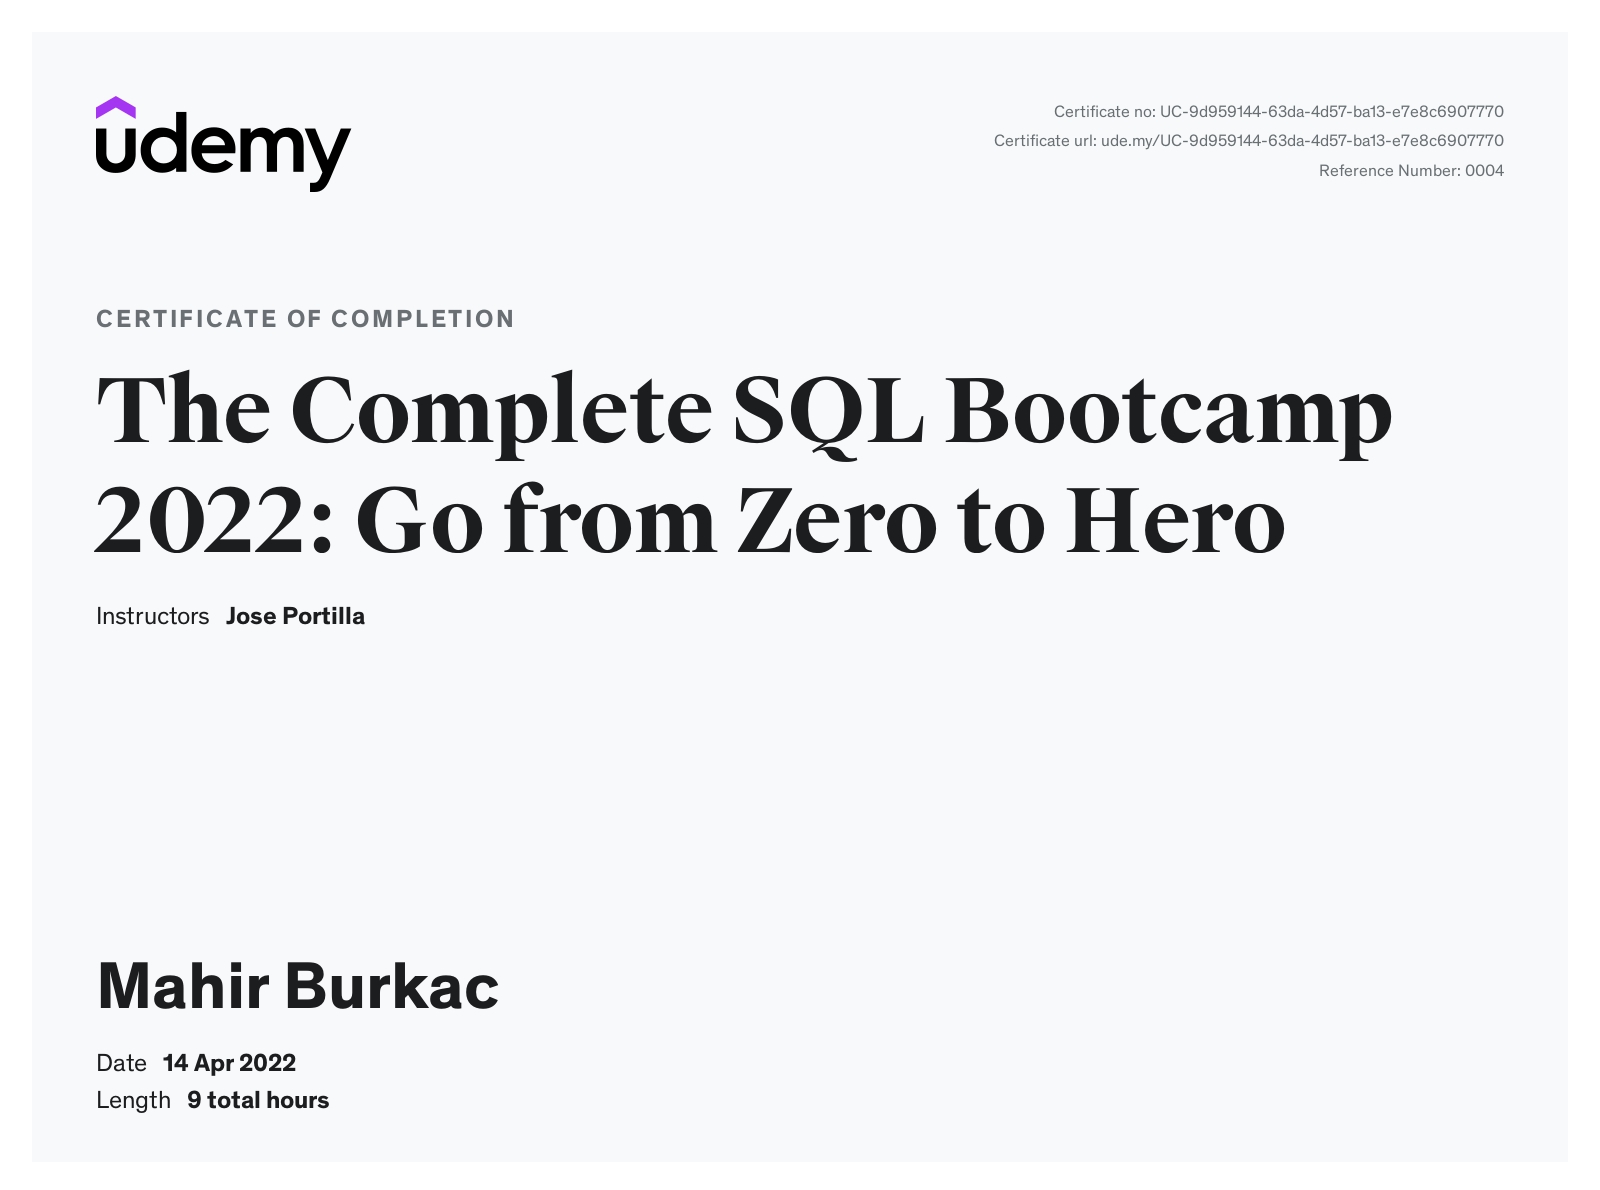 udemy
Certificate no: UC-9d959144-63da-4d57-ba13-e7e8c6907770
Certificate url: ude.my/UC-9d959144-63da-4d57-ba13-e7e8c6907770
Reference Number: 0004
CERTIFICATE OF COMPLETION
The Complete SQL Bootcamp
2022: Go from Zero to Hero
Instructors Jose Portilla
Mahir Burkac
Date 14 Apr 2022
Length 9 total hours